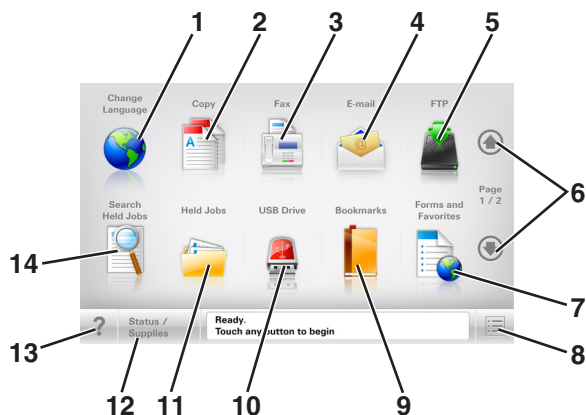 1 2 3 4 5
Change
Language
Copy
Fax
E-mail
FTP
A
@
6
Page
1 / 2
Search
Held Jobs
Held Jobs
USB Drive
Bookmarks
Forms and
Favorites
14
7
?
Status /
Supplies
Ready.
Touch any button to begin
13
8
12 11 10 9